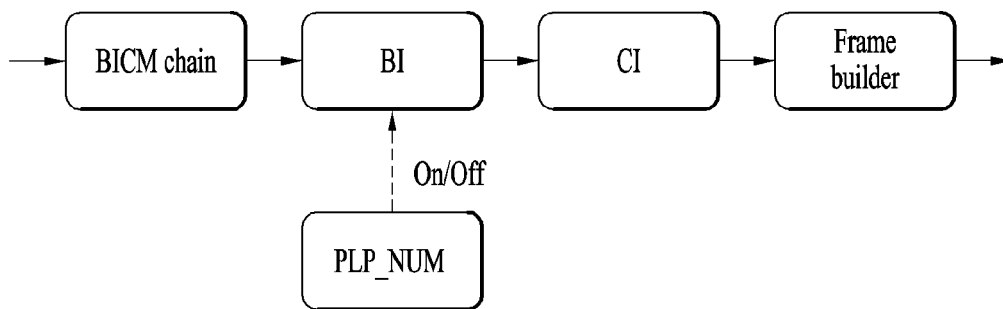 BICM chain
BI
CI
Frame
builder
On/Off
PLP_NUM